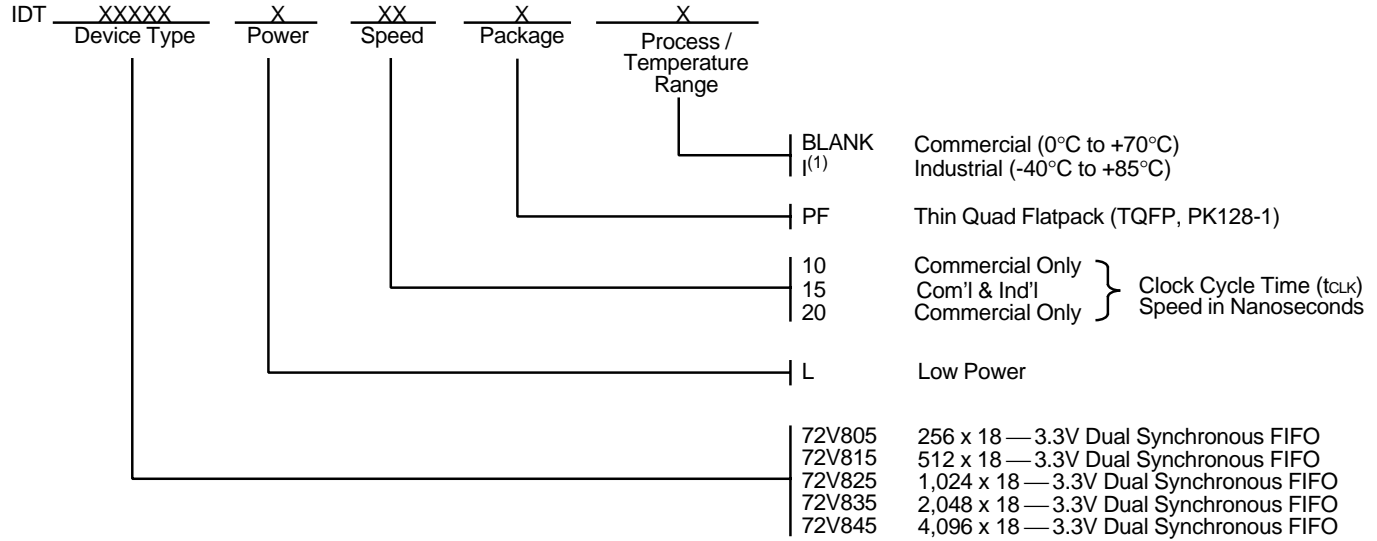 IDT XXXXX X XX X X
Device Type Power Speed Package Process /
Temperature
Range
BLANK Commercial (0°C to +70°C)
I(1) Industrial (-40°C to +85°C)
PF Thin Quad Flatpack (TQFP, PK128-1)
10 Commercial Only
15 Com'l & Ind'l Clock Cycle Time (tCLK)
20 Commercial Only Speed in Nanoseconds
L Low Power
72V805 256 x 18 — 3.3V Dual Synchronous FIFO
72V815 512 x 18 — 3.3V Dual Synchronous FIFO
72V825 1,024 x 18 — 3.3V Dual Synchronous FIFO
72V835 2,048 x 18 — 3.3V Dual Synchronous FIFO
72V845 4,096 x 18 — 3.3V Dual Synchronous FIFO